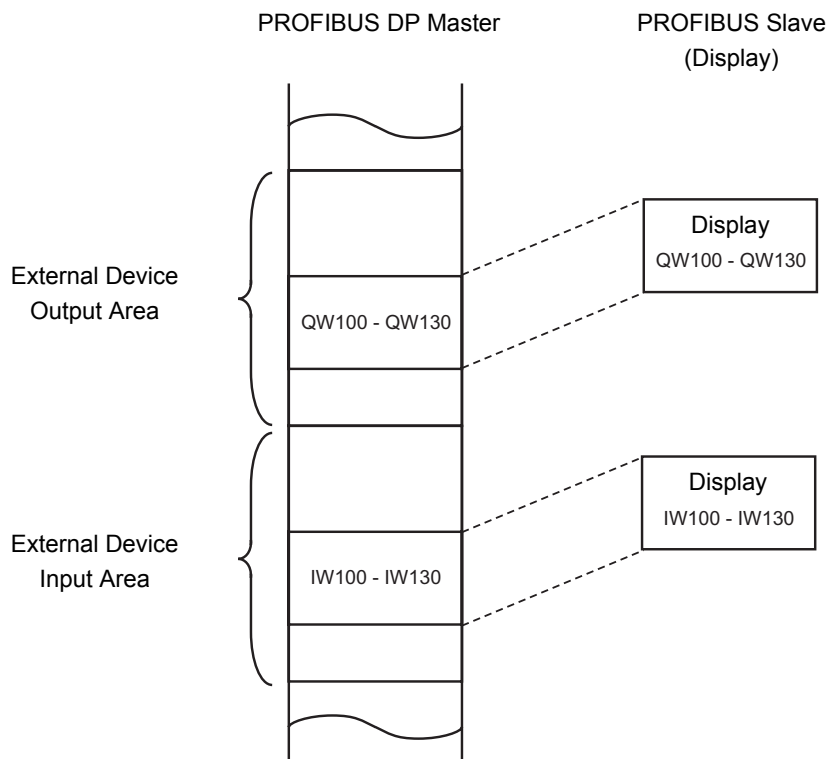 PROFIBUS DP Master
PROFIBUS Slave
(Display)
External Device
Output Area
QW100 - QW130
Display
QW100 - QW130
External Device
Input Area
IW100 - IW130
Display
IW100 - IW130